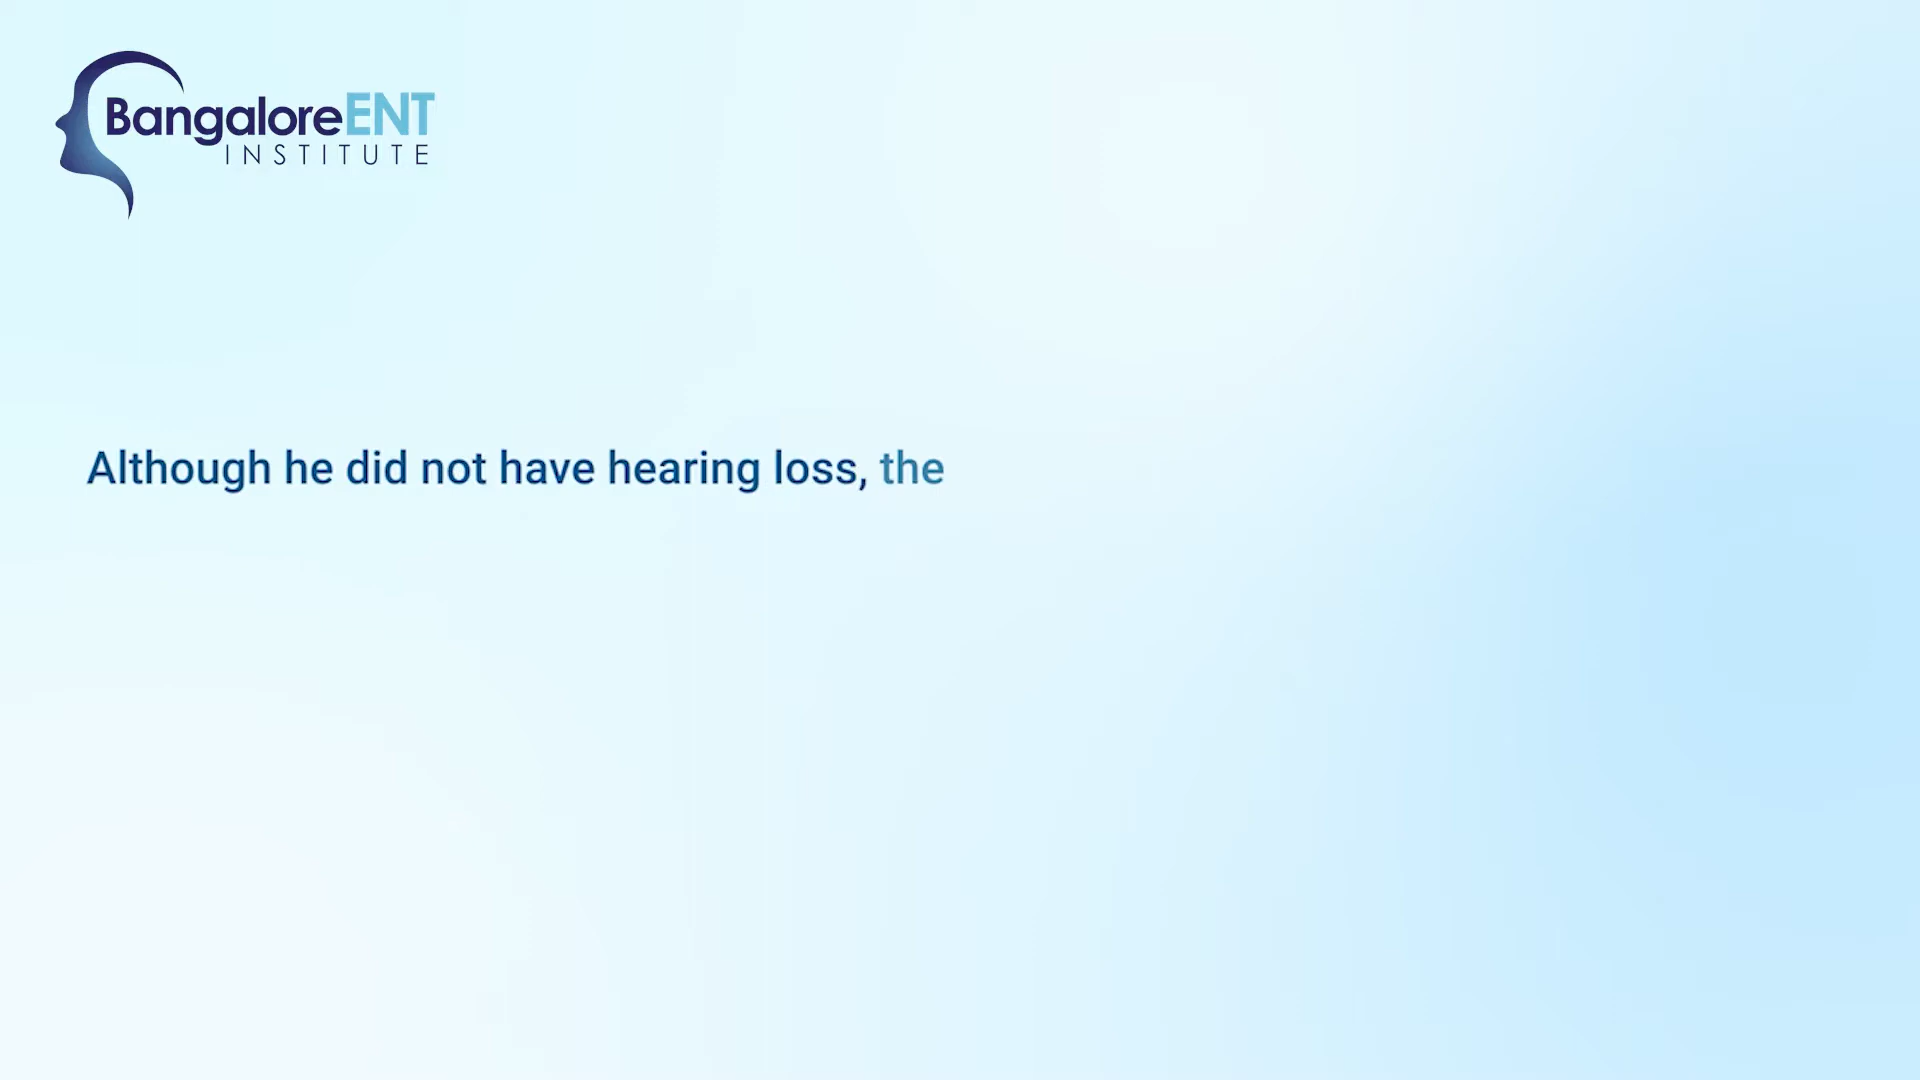 BangaloreENT
INSTITUTE
Although he did not have hearing loss, the